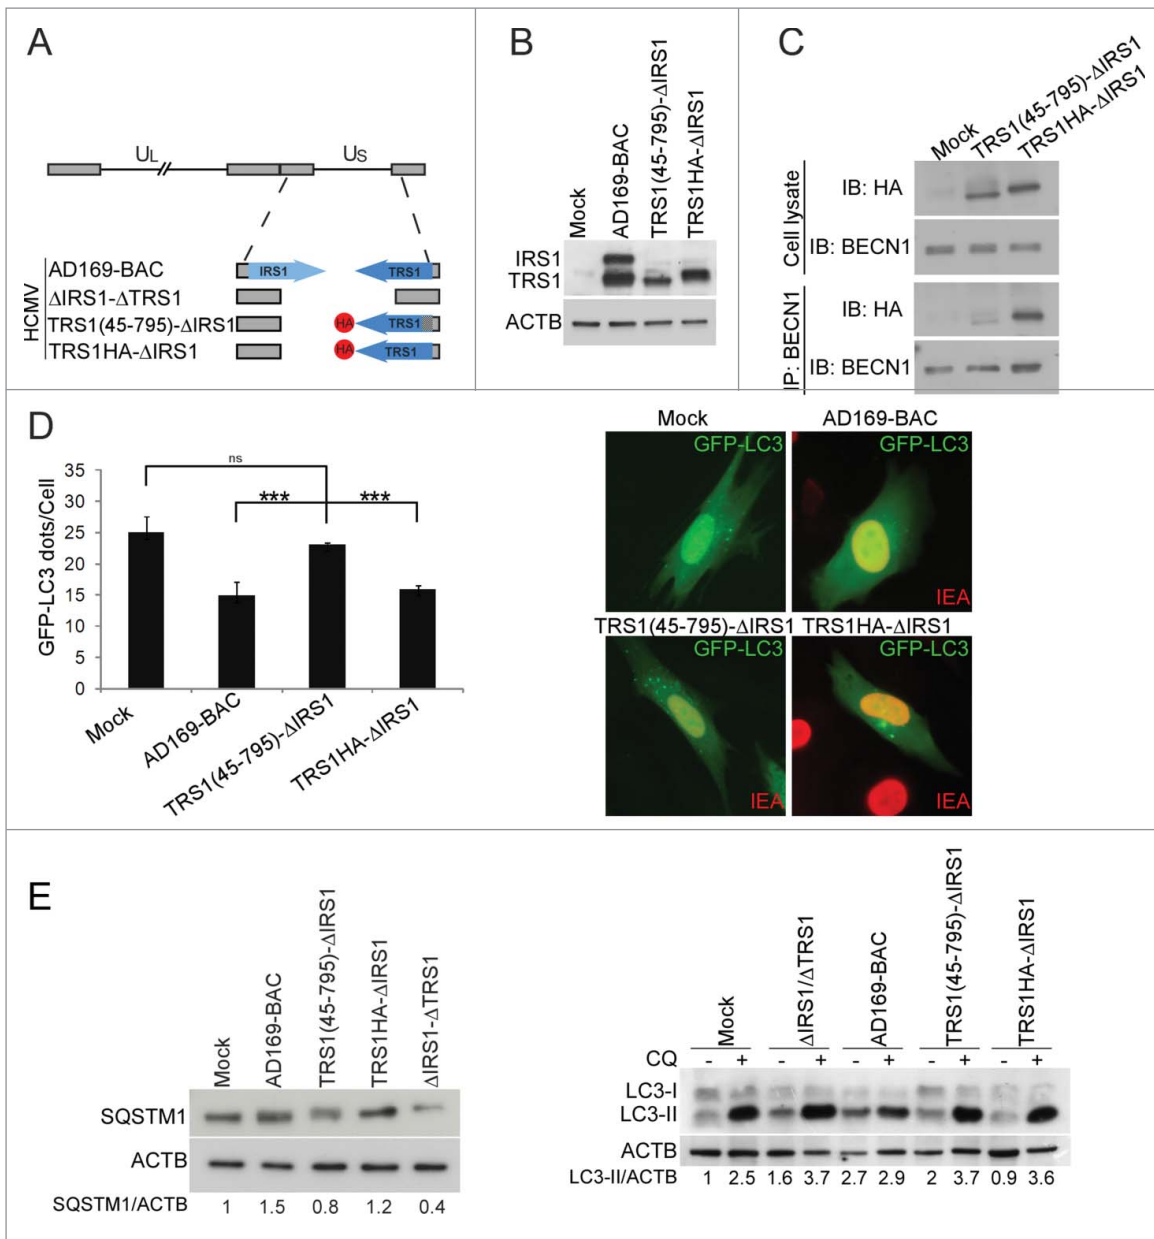 A
UL
US
HCMV
AD169-BAC
IRS1
TRS1
ΔIRS1-ΔTRS1
TRS1(45-795)-ΔIRS1
HA
TRS1
TRS1HA-ΔIRS1
HA
TRS1
B
Mock
AD169-BAC
TRS1(45-795)-ΔIRS1
TRS1HA-ΔIRS1
IRS1
TRS1
ACTB
C
Mock
TRS1(45-795)-ΔIRS1
TRS1HA-ΔIRS1
Cell lysate
IB: HA
IB: BECN1
IP: BECN1
IB: HA
IB: BECN1
D
GFP-LC3 dots/Cell
35
30
25
20
15
10
5
0
ns
***
***
Mock
AD169-BAC
TRS1(45-795)-ΔIRS1
TRS1HA-ΔIRS1
Mock
AD169-BAC
GFP-LC3
GFP-LC3
IEA
TRS1(45-795)-ΔIRS1
TRS1HA-ΔIRS1
GFP-LC3
GFP-LC3
IEA
IEA
E
Mock
AD169-BAC
TRS1(45-795)-ΔIRS1
TRS1HA-ΔIRS1
ΔIRS1-ΔTRS1
SQSTM1
ACTB
SQSTM1/ACTB 1 1.5 0.8 1.2 0.4
Mock
ΔIRS1/ΔTRS1
AD169-BAC
TRS1(45-795)-ΔIRS1
TRS1HA-ΔIRS1
CQ - + - + - + - + - +
LC3-I
LC3-II
ACTB
LC3-II/ACTB 1 2.5 1.6 3.7 2.7 2.9 2 3.7 0.9 3.6